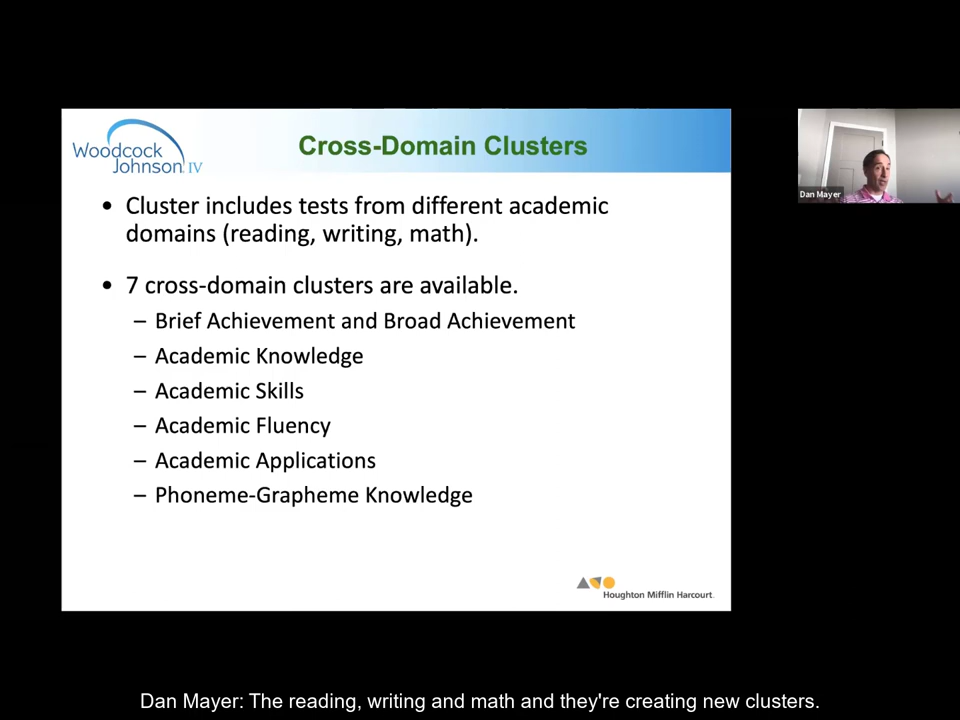 Woodcock
Johnson IV
Cross-Domain Clusters
• Cluster includes tests from different academic
domains (reading, writing, math).
• 7 cross-domain clusters are available.
– Brief Achievement and Broad Achievement
– Academic Knowledge
– Academic Skills
– Academic Fluency
– Academic Applications
– Phoneme-Grapheme Knowledge
Houghton Mifflin Harcourt
Dan Mayer
Dan Mayer: The reading, writing and math and they're creating new clusters.